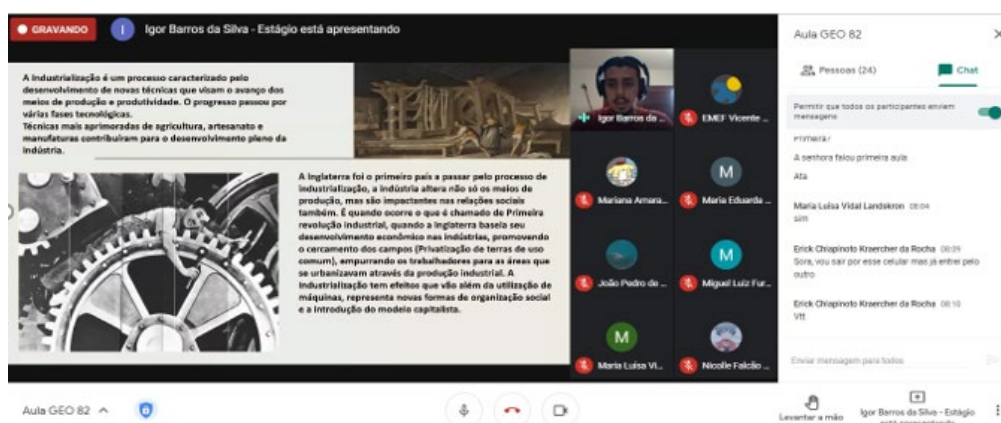 GRAVANDO
I
Igor Barros da Silva - Estágio está apresentando
A Industrialização é um processo caracterizado pelo
desenvolvimento de novas técnicas que visam o avanço dos
meios de produção e produtividade. O progresso passou por
várias fases tecnológicas.
Técnicas mais aprimoradas de agricultura, artesanato e
manufaturas contribuíram para o desenvolvimento pleno da
indústria.
A Inglaterra foi o primeiro país a passar pelo processo de
industrialização, a indústria altera não só os meios de
produção, mas são impactantes nas relações sociais
também. É quando ocorre o que é chamado de Primeira
revolução industrial, quando a Inglaterra baseia seu
desenvolvimento econômico nas indústrias, promovendo
o cercamento dos campos (Privatização de terras de uso
comum), empurrando os trabalhadores para as áreas que
se urbanizavam através da produção industrial. A
Industrialização tem efeitos que vão além da utilização de
máquinas, representa novas formas de organização social
e a introdução do modelo capitalista.
Igor Barros da ...
EMEF Vicente ...
Mariana Amara...
M
Maria Eduarda ...
João Pedro de ...
M
Miguel Luiz Fur...
M
Maria Luísa Vi...
Nicolle Falcão ...
Aula GEO 82
Pessoas (24)
Chat
Permitir que todos os participantes enviem
mensagens
A senhora falou primeira aula
Ata
Maria Luísa Vidal Landskron 08:04
sim
Erick Chiapinoto Kraercher da Rocha 08:09
Sora, vou sair por esse celular mas já entrei pelo
outro
Erick Chiapinoto Kraercher da Rocha 08:10
Vtt
Enviar mensagem para todos
Aula GEO 82
Levantar a mão
Igor Barros da Silva - Estágio
está apresentando